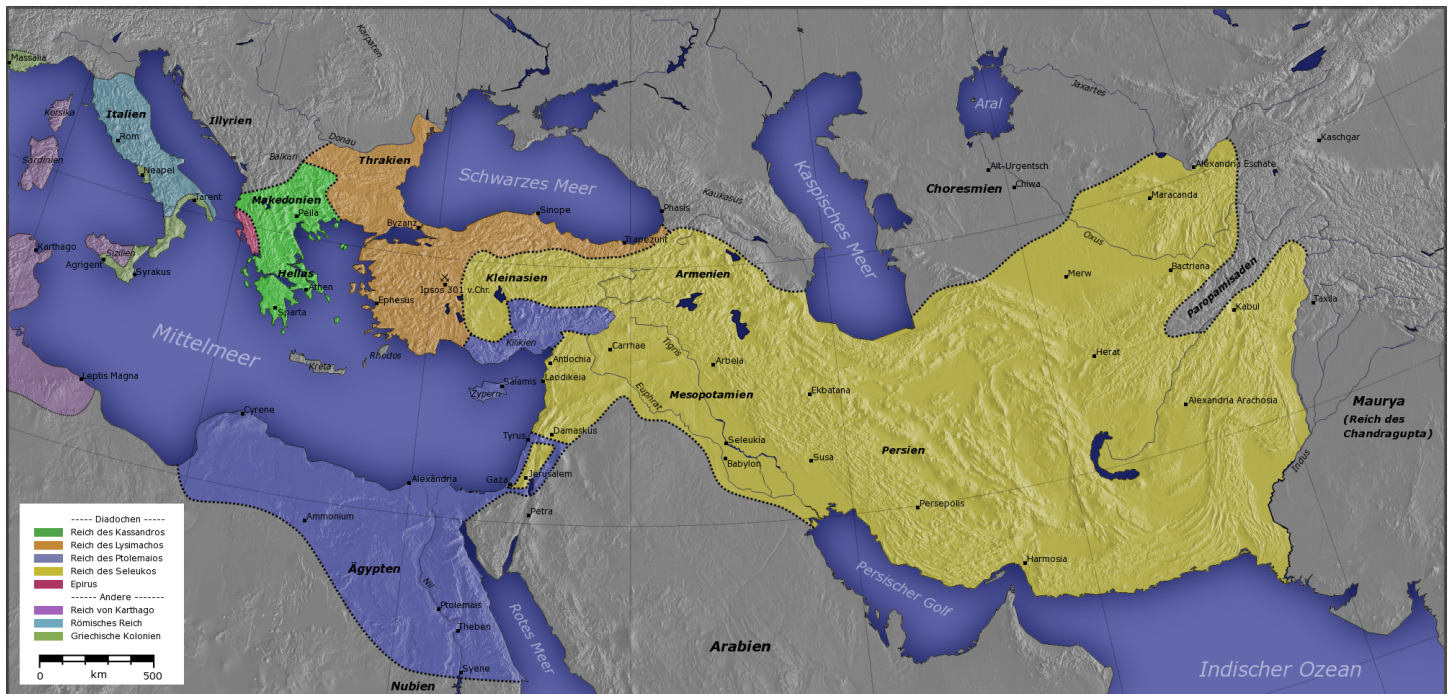 Massalia
Korsika
Sardinien
Karthago
Leptis Magna
Italien
Rom
Neapel
Tarent
Sizilien
Agrigent
Syrakus
Illyrien
Karpaten
Donau
Balkan
Thrakien
Makedonien
Pella
Hellas
Athen
Sparta
Mittelmeer
Kreta
Rhodos
Byzanz
Ephesus
Ipsos 301 v.Chr.
Schwarzes Meer
Sinope
Trapezunt
Phasis
Kaukasus
Kleinasien
Armenien
Kilikien
Zypern
Salamis
Antiochia
Laodikeia
Carrhae
Tigris
Arbela
Euphrat
Mesopotamien
Damaskus
Tyrus
Jerusalem
Gaza
Petra
Seleukia
Babylon
Ekbatana
Susa
Persien
Persepolis
Harmosia
Kaspisches Meer
Aral
Jaxartes
Alt-Urgentsch
Chiwa
Choresmien
Alexandria Eschate
Maracanda
Oxus
Merw
Bactriana
Paropamisaden
Kabul
Taxila
Kaschgar
Herat
Alexandria Arachosia
Maurya
(Reich des
Chandragupta)
Indus
Cyrene
Alexandria
Ammonium
Ägypten
Nil
Ptolemais
Theben
Syene
Nubien
Rotes Meer
Arabien
Persischer Golf
Indischer Ozean
----- Diadochen -----
Reich des Kassandros
Reich des Lysimachos
Reich des Ptolemaios
Reich des Seleukos
Epirus
------ Andere ------
Reich von Karthago
Römisches Reich
Griechische Kolonien
0 km 500